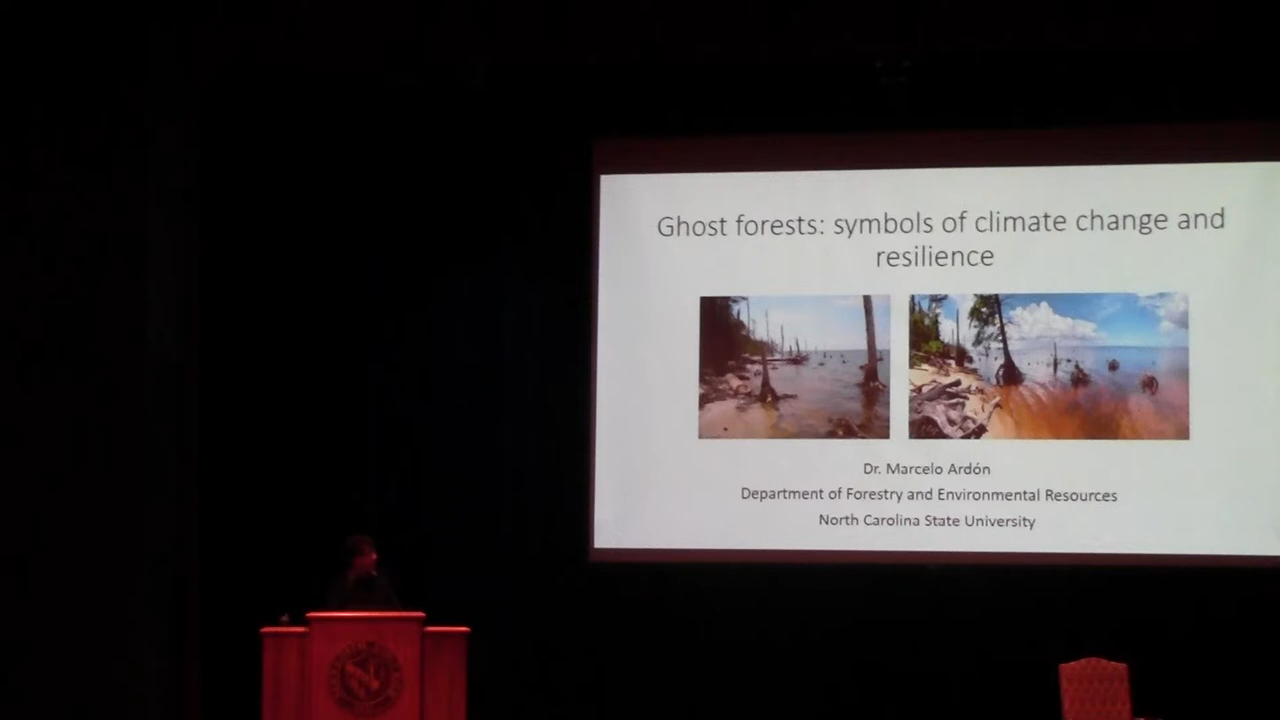 Ghost forests: symbols of climate change and
resilience
Dr. Marcelo Ardón
Department of Forestry and Environmental Resources
North Carolina State University